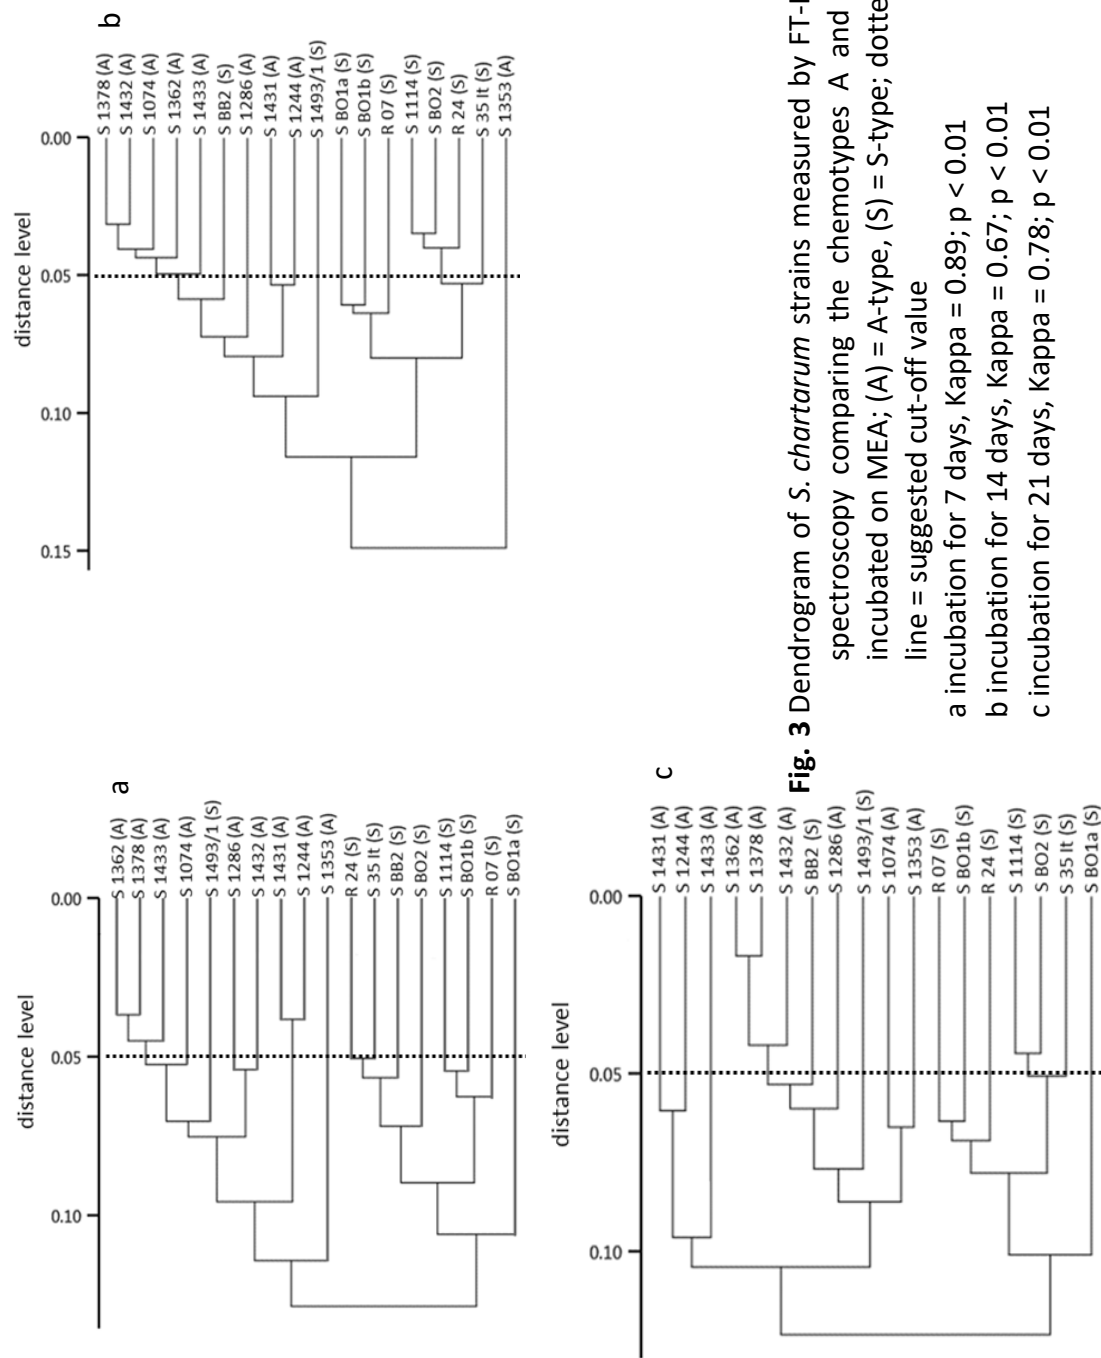 a
distance level
0.00
0.05
0.10
S 1362 (A)
S 1378 (A)
S 1433 (A)
S 1074 (A)
S 1493/1 (S)
S 1286 (A)
S 1432 (A)
S 1431 (A)
S 1244 (A)
S 1353 (A)
R 24 (S)
S 35 lt (S)
S BB2 (S)
S BO2 (S)
S 1114 (S)
S BO1b (S)
R 07 (S)
S BO1a (S)
b
distance level
0.00
0.05
0.10
0.15
S 1378 (A)
S 1432 (A)
S 1074 (A)
S 1362 (A)
S 1433 (A)
S BB2 (S)
S 1286 (A)
S 1431 (A)
S 1244 (A)
S 1493/1 (S)
S BO1a (S)
S BO1b (S)
R 07 (S)
S 1114 (S)
S BO2 (S)
R 24 (S)
S 35 lt (S)
S 1353 (A)
c
distance level
0.00
0.05
0.10
S 1431 (A)
S 1244 (A)
S 1433 (A)
S 1362 (A)
S 1378 (A)
S 1432 (A)
S BB2 (S)
S 1286 (A)
S 1493/1 (S)
S 1074 (A)
S 1353 (A)
R 07 (S)
S BO1b (S)
R 24 (S)
S 1114 (S)
S BO2 (S)
S 35 lt (S)
S BO1a (S)
Fig. 3 Dendrogram of S. chartarum strains measured by FT-
spectroscopy comparing the chemotypes A and
incubated on MEA; (A) = A-type, (S) = S-type; dotte
line = suggested cut-off value
a incubation for 7 days, Kappa = 0.89; p < 0.01
b incubation for 14 days, Kappa = 0.67; p < 0.01
c incubation for 21 days, Kappa = 0.78; p < 0.01